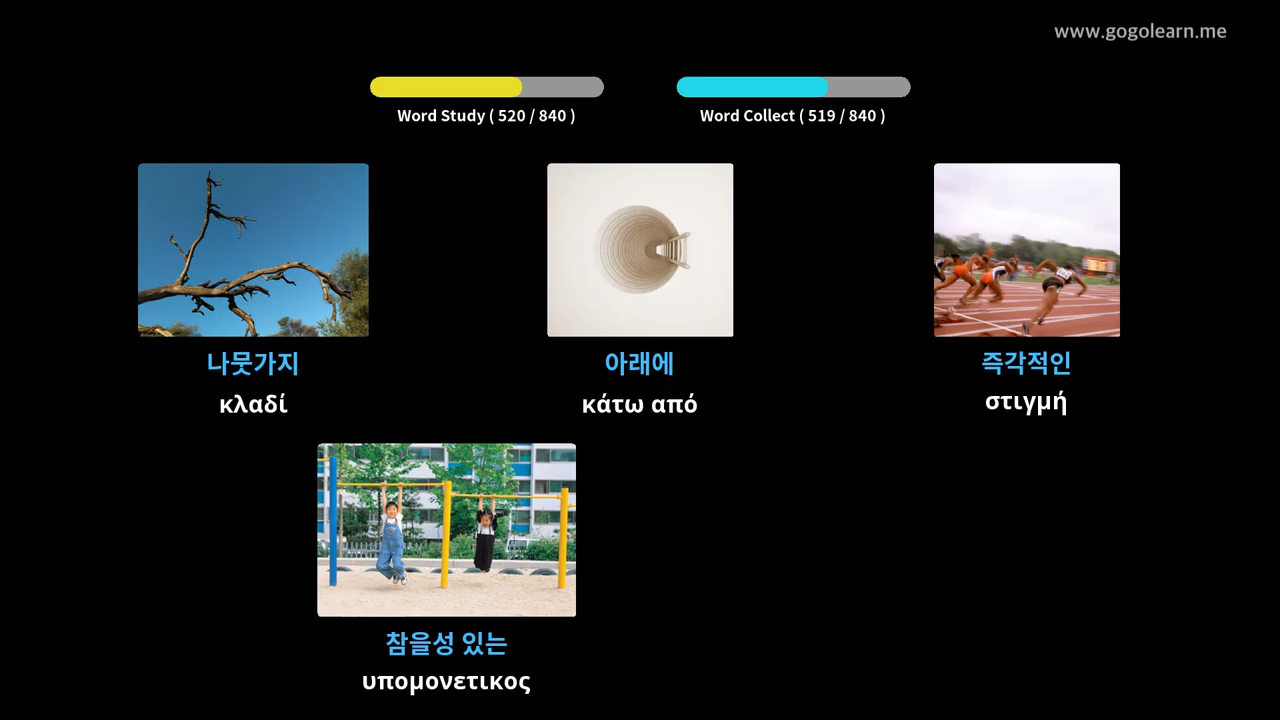 www.gogolearn.me
Word Study ( 520 / 840 )
Word Collect ( 519 / 840 )
나뭇가지
κλαδί
아래에
κάτω από
즉각적인
στιγμή
참을성 있는
υπομονετικος